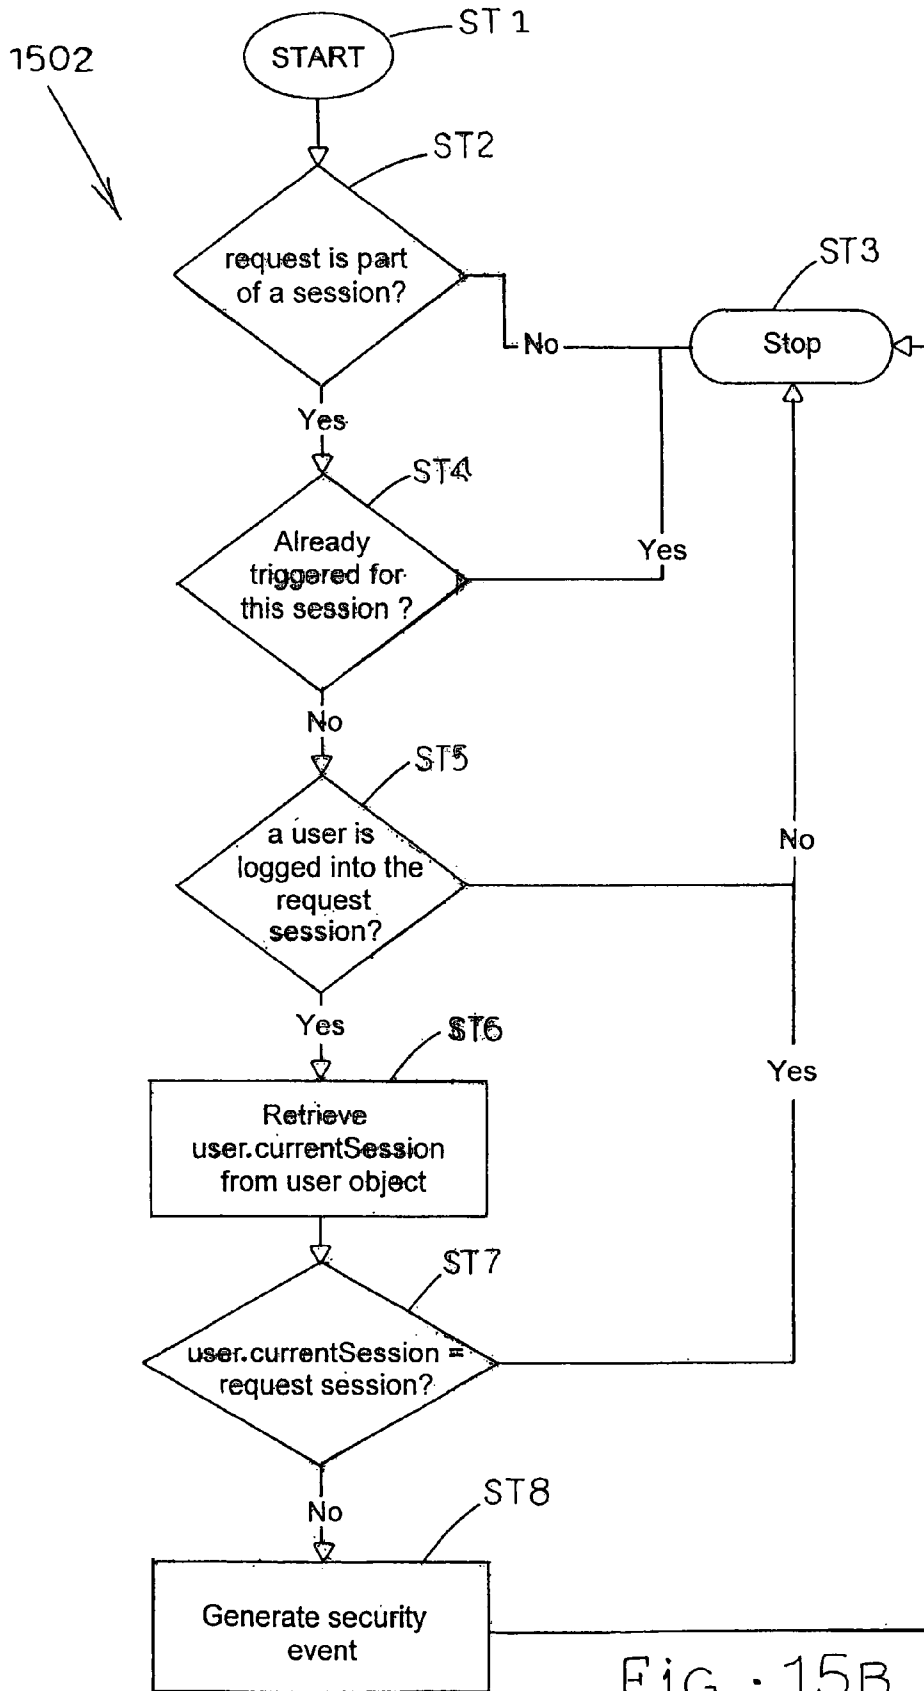 1502
START
ST1
ST2
request is part
of a session?
ST3
Stop
No
Yes
ST4
Already
triggered for
this session ?
Yes
No
ST5
a user is
logged into the
request
session?
No
Yes
ST6
Retrieve
user.currentSession
from user object
Yes
ST7
user.currentSession =
request session?
No
ST8
Generate security
event
FiG . 15B